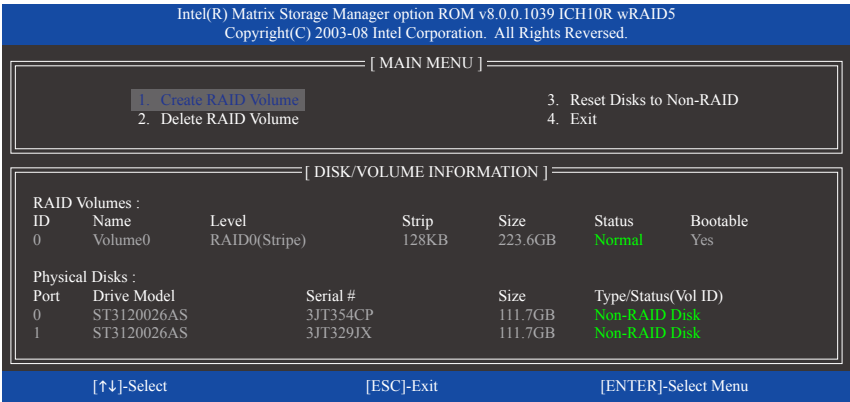 Intel(R) Matrix Storage Manager option ROM v8.0.0.1039 ICH10R wRAID5
Copyright(C) 2003-08 Intel Corporation. All Rights Reversed.
[ MAIN MENU ]
1. Create RAID Volume 3. Reset Disks to Non-RAID
2. Delete RAID Volume 4. Exit
[ DISK/VOLUME INFORMATION ]
RAID Volumes :
ID Name Level Strip Size Status Bootable
0 Volume0 RAID0(Stripe) 128KB 223.6GB Normal Yes
Physical Disks :
Port Drive Model Serial # Size Type/Status(Vol ID)
0 ST3120026AS 3JT354CP 111.7GB Non-RAID Disk
1 ST3120026AS 3JT329JX 111.7GB Non-RAID Disk
[↑↓]-Select [ESC]-Exit [ENTER]-Select Menu